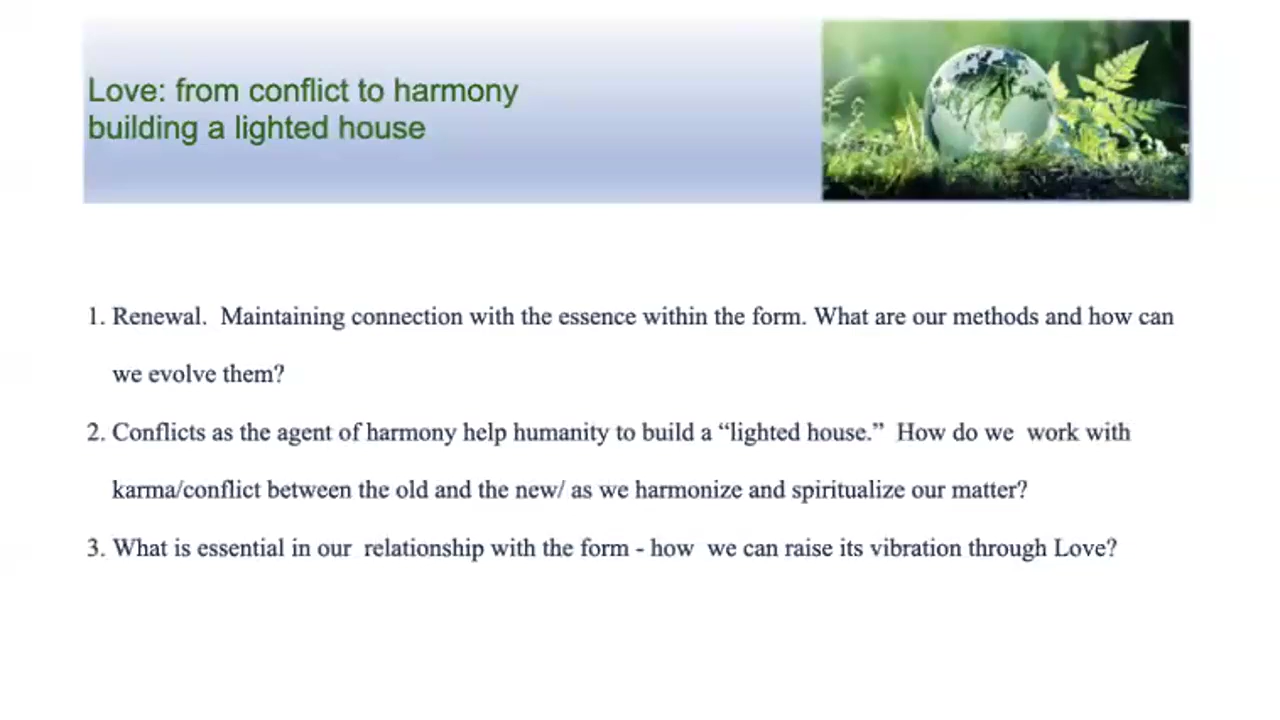 Love: from conflict to harmony
building a lighted house
1. Renewal.  Maintaining connection with the essence within the form. What are our methods and how can
we evolve them?
2. Conflicts as the agent of harmony help humanity to build a “lighted house.”  How do we  work with
karma/conflict between the old and the new/ as we harmonize and spiritualize our matter?
3. What is essential in our  relationship with the form - how  we can raise its vibration through Love?